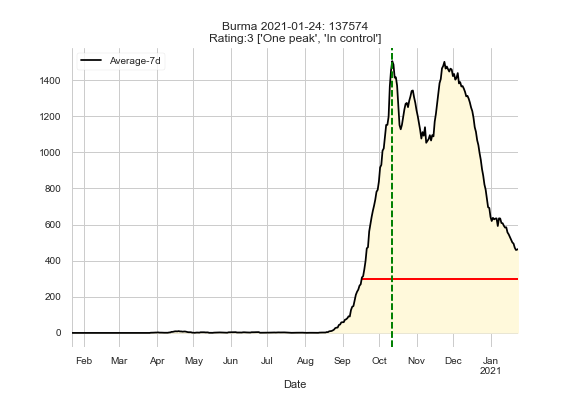 Burma 2021-01-24: 137574
Rating:3 ['One peak', 'In control']
Average-7d
1400
1200
1000
800
600
400
200
0
Feb Mar Apr May Jun Jul Aug Sep Oct Nov Dec Jan
2021
Date